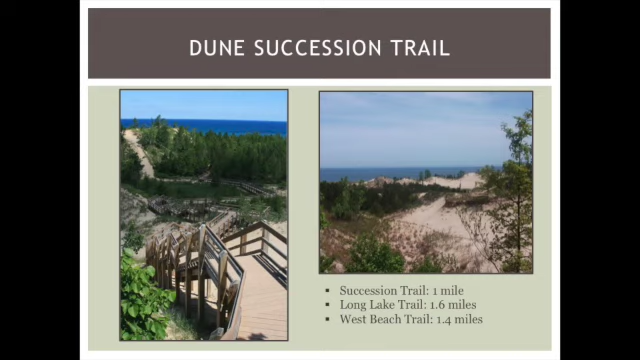 DUNE SUCCESSION TRAIL
▪ Succession Trail: 1 mile
▪ Long Lake Trail: 1.6 miles
▪ West Beach Trail: 1.4 miles